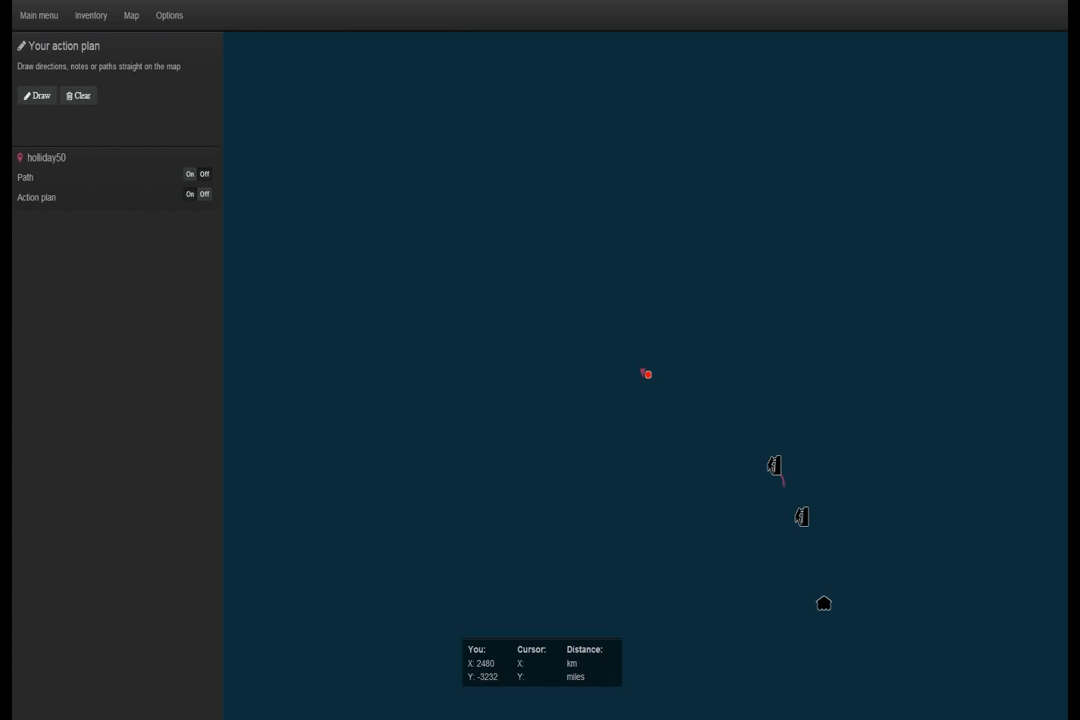 Main menu Inventory Map Options
Your action plan
Draw directions, notes or paths straight on the map
Draw Clear
holliday50
Path On Off
Action plan On Off
You: Cursor: Distance:
X: 2480 X: km
Y: -3232 Y: miles